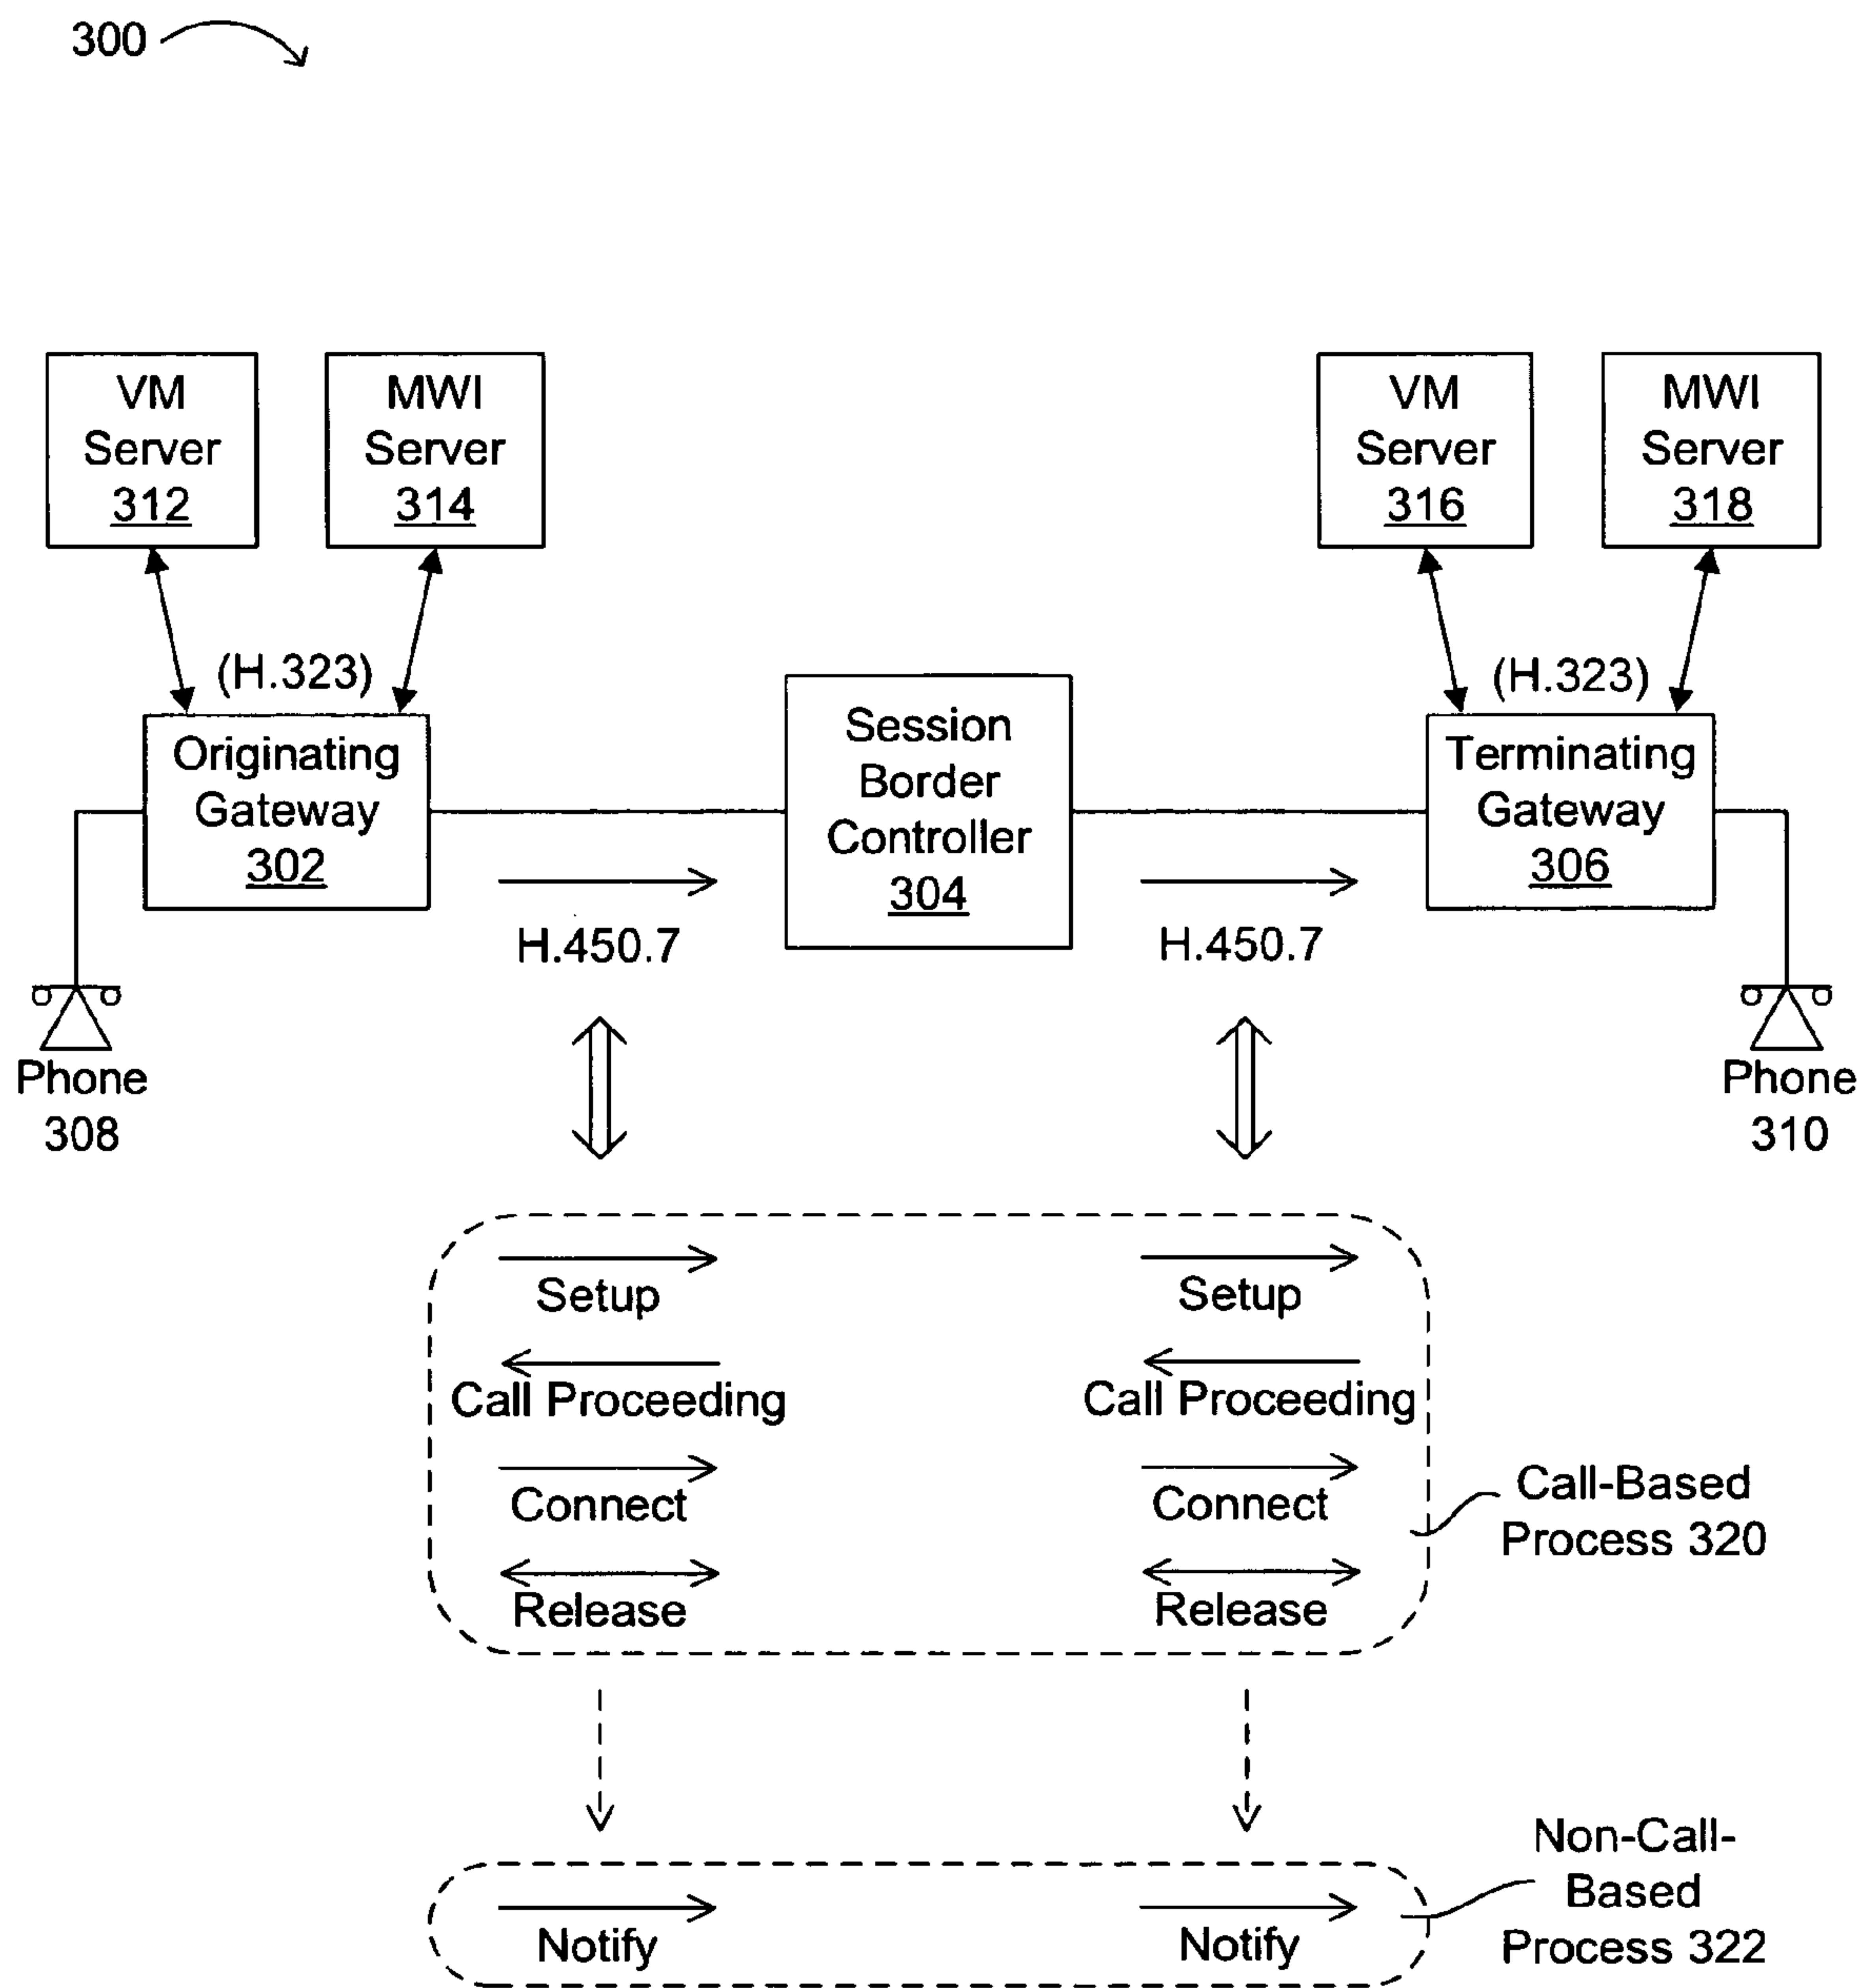 300
VM
Server
312
MWI
Server
314
VM
Server
316
MWI
Server
318
(H.323)
(H.323)
Originating
Gateway
302
Session
Border
Controller
304
Terminating
Gateway
306
H.450.7
H.450.7
Phone
308
Phone
310
Setup
Setup
Call Proceeding
Call Proceeding
Connect
Connect
Release
Release
Call-Based
Process 320
Notify
Notify
Non-Call-
Based
Process 322